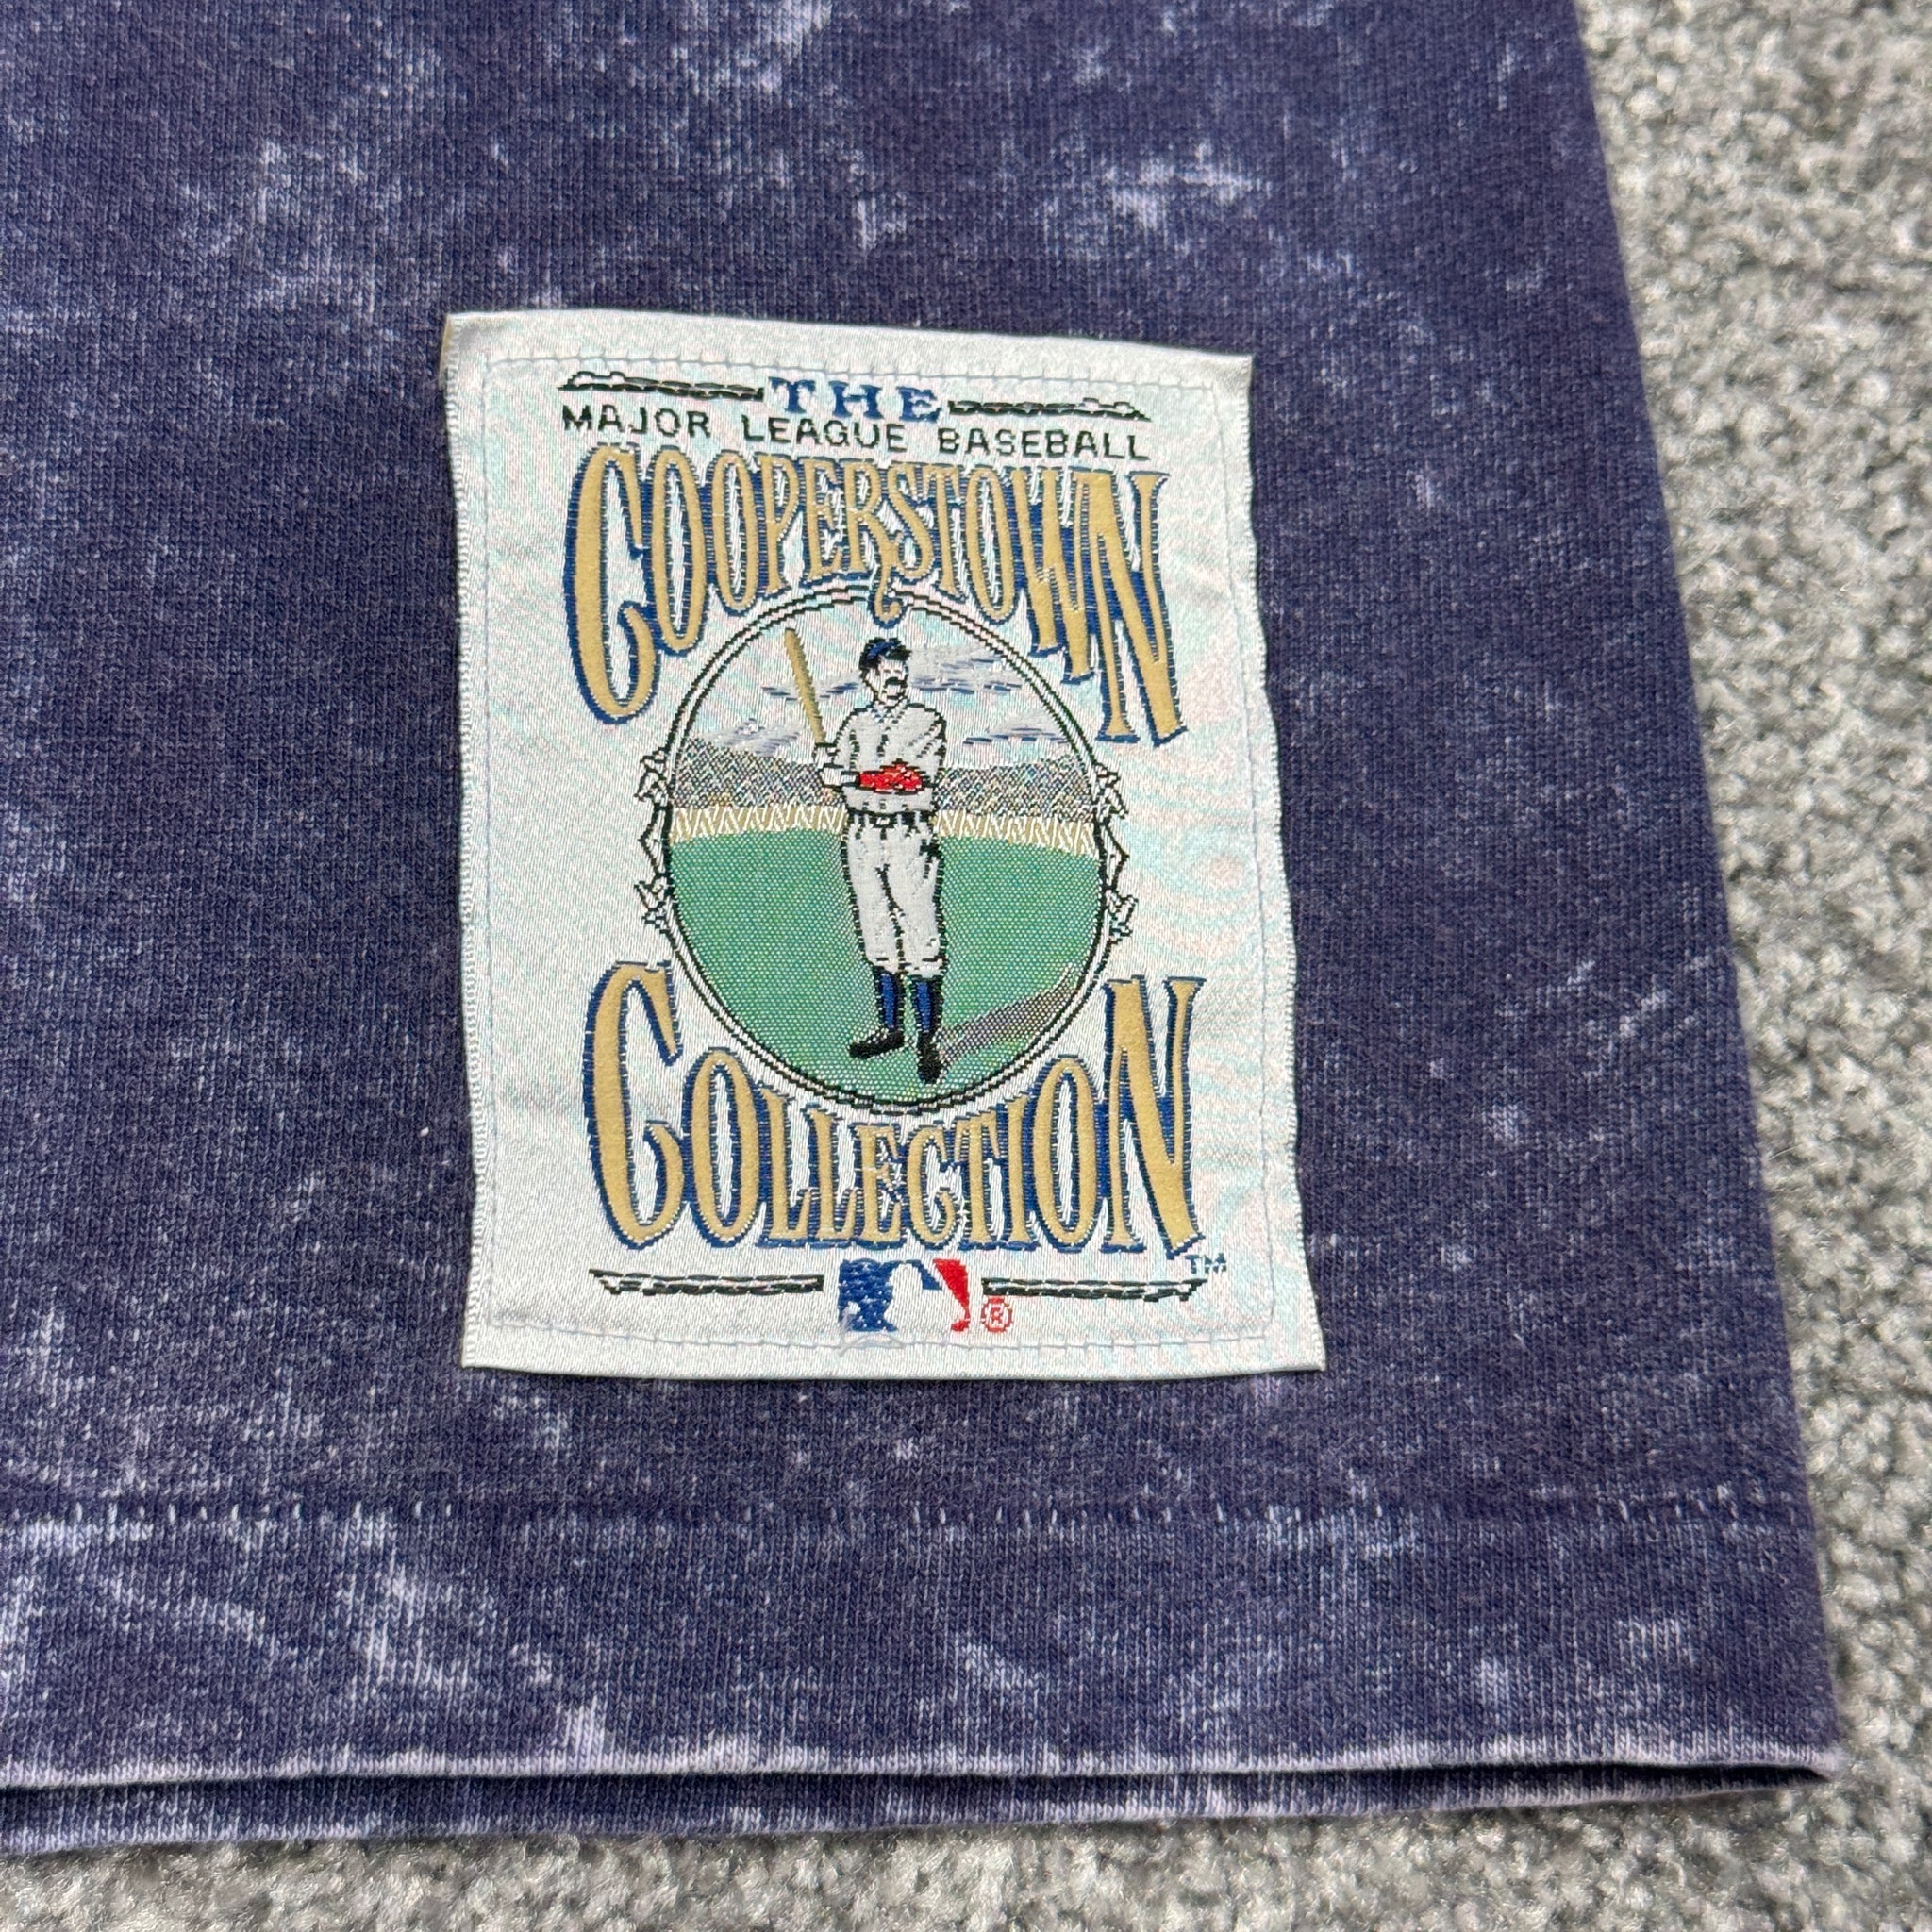 THE
MAJOR LEAGUE BASEBALL
COOPERSTOWN
COLLECTION
TM
®